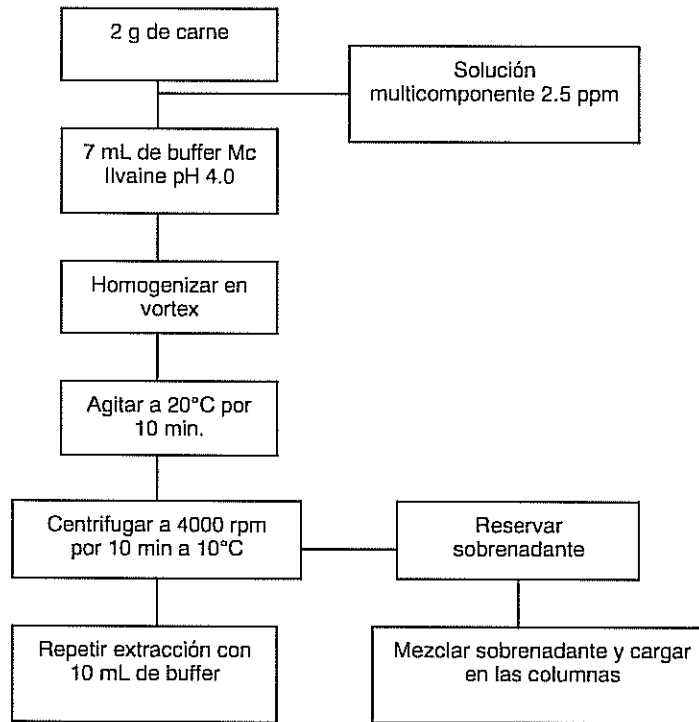 2 g de carne
Solución
multicomponente 2.5 ppm
7 mL de buffer Mc
Ilvaine pH 4.0
Homogenizar en
vortex
Agitar a 20°C por
10 min.
Centrifugar a 4000 rpm
por 10 min a 10°C
Reservar
sobrenadante
Repetir extracción con
10 mL de buffer
Mezclar sobrenadante y cargar
en las columnas